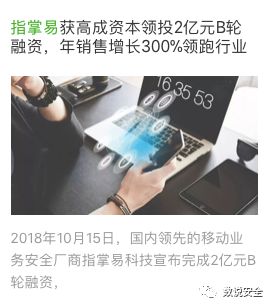 指掌易获高成资本领投2亿元B轮
融资，年销售增长300%领跑行业
16 35 53
2018年10月15日，国内领先的移动业
务安全厂商指掌易科技宣布完成2亿元B
轮融资，
数说安全